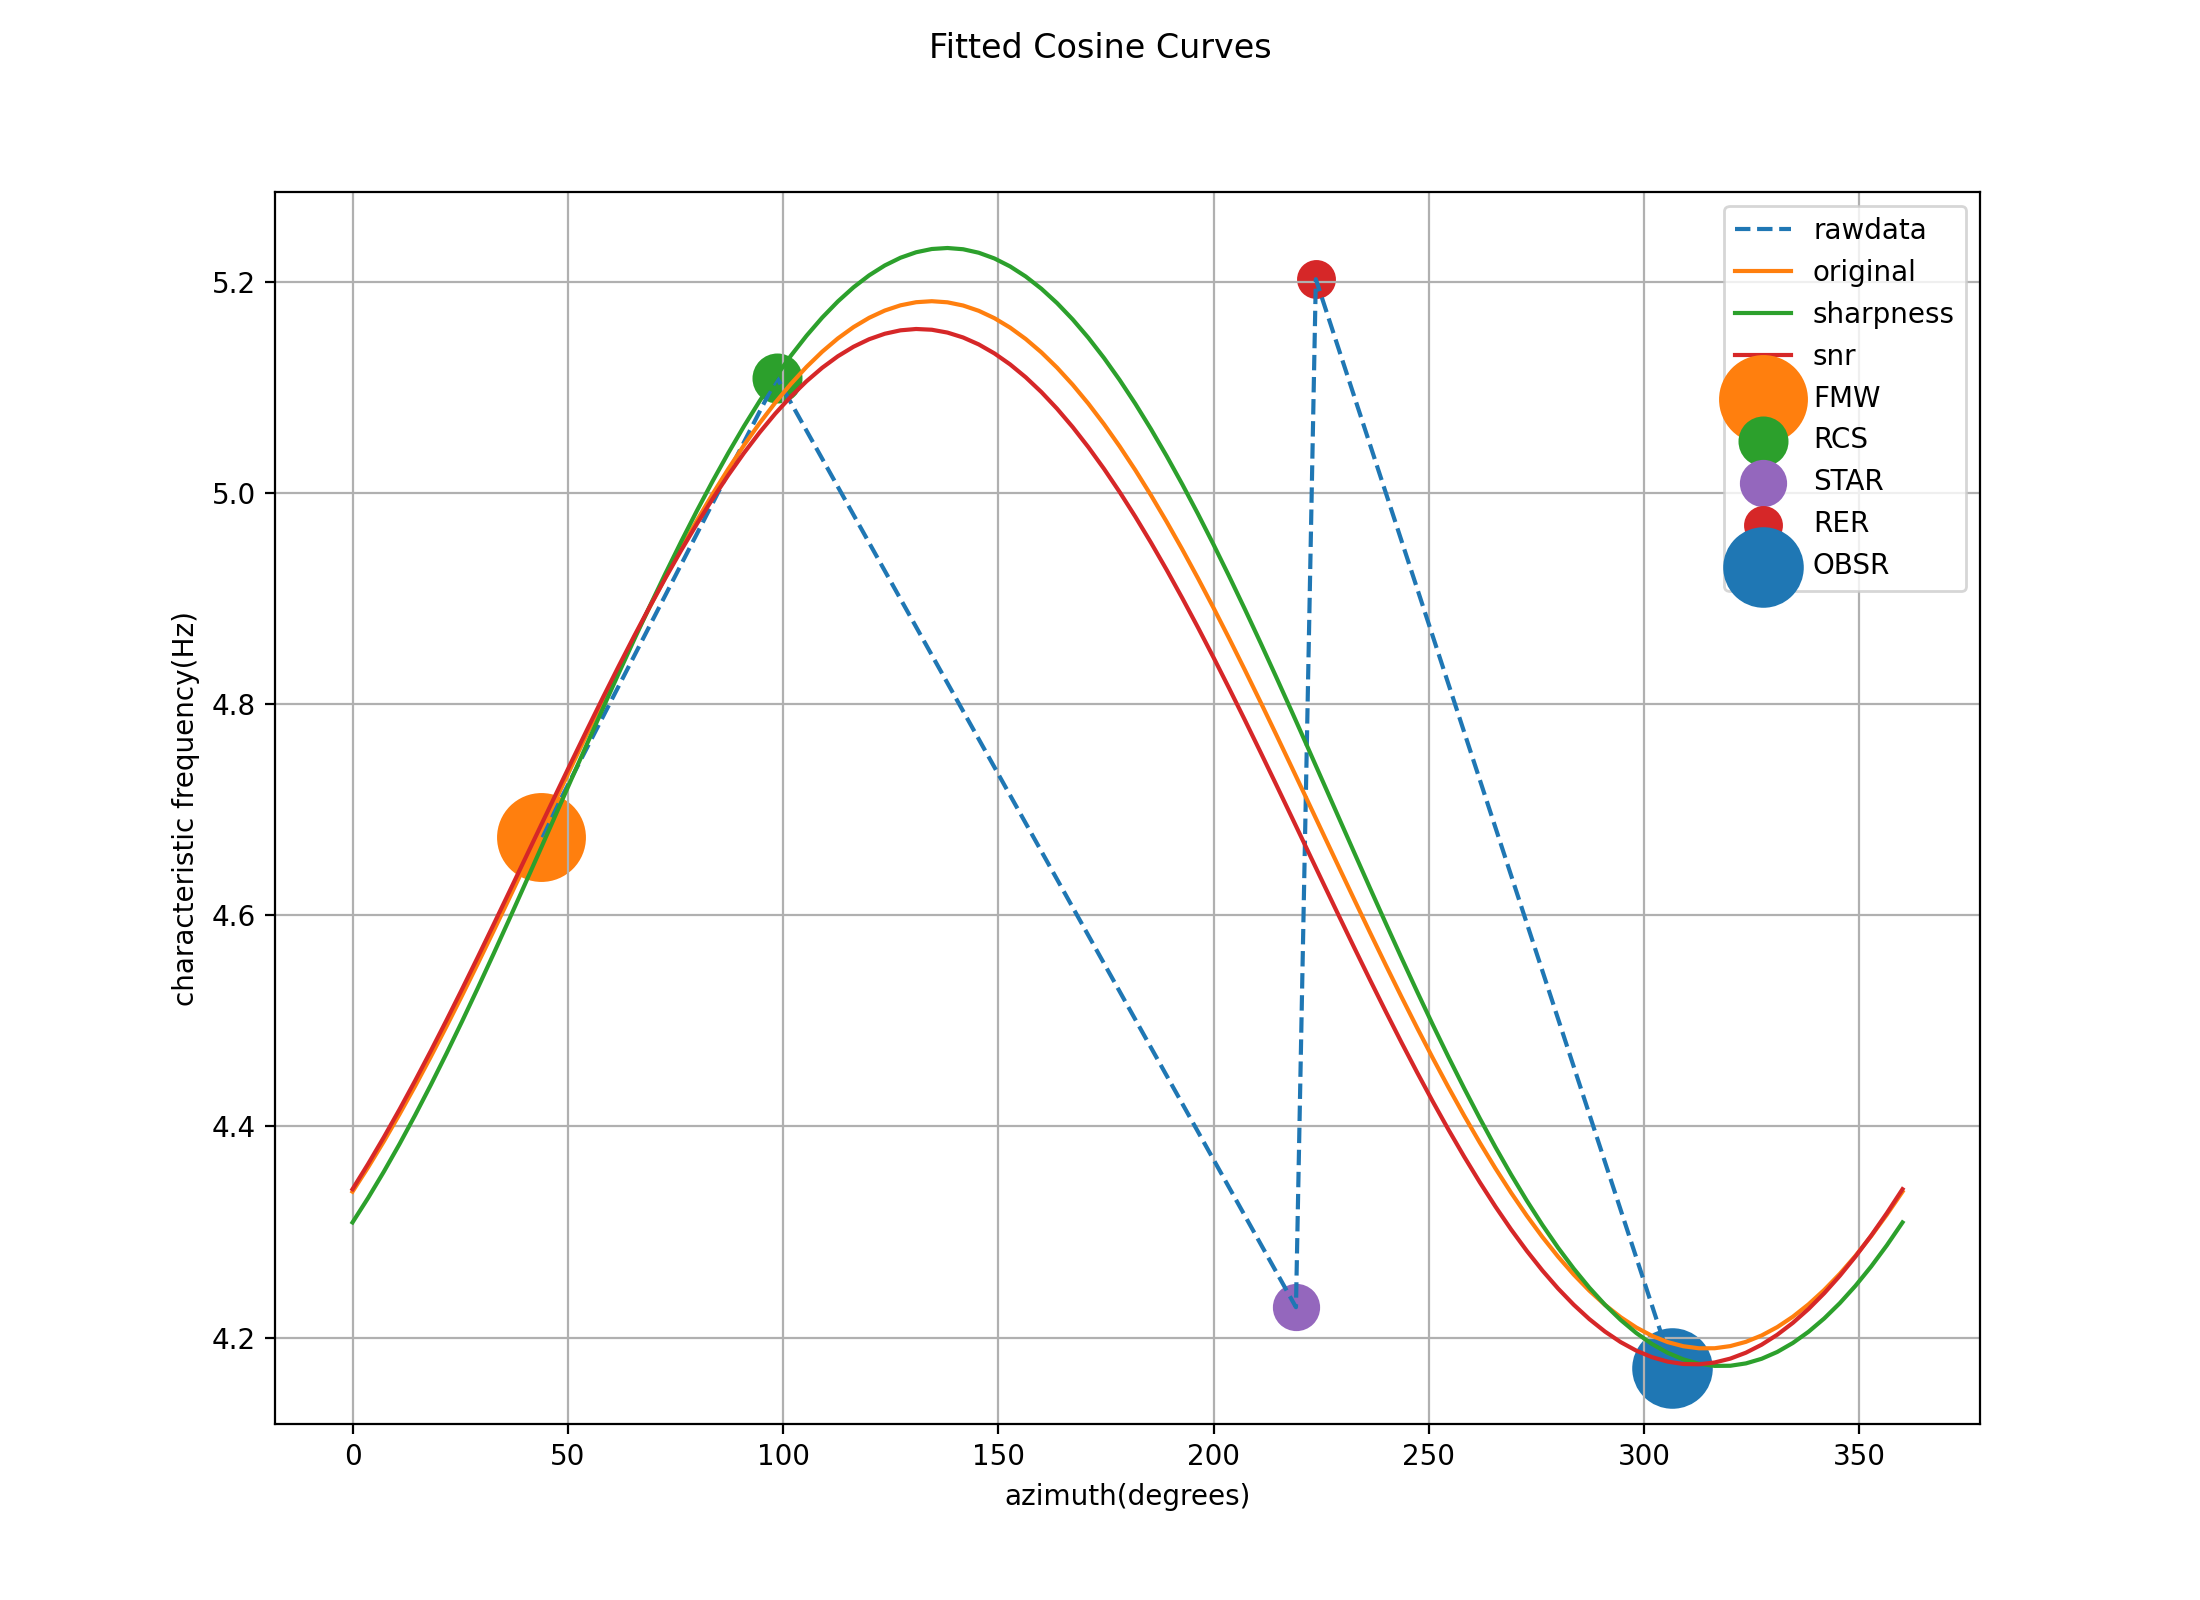 Fitted Cosine Curves
rawdata
original
sharpness
snr
FMW
RCS
STAR
RER
OBSR
5.2
5.0
4.8
4.6
4.4
4.2
characteristic frequency(Hz)
0 50 100 150 200 250 300 350
azimuth(degrees)